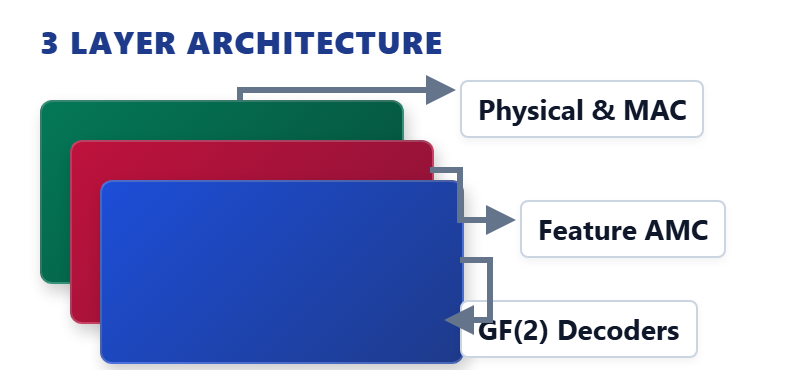 3 LAYER ARCHITECTURE
Physical & MAC
Feature AMC
GF(2) Decoders